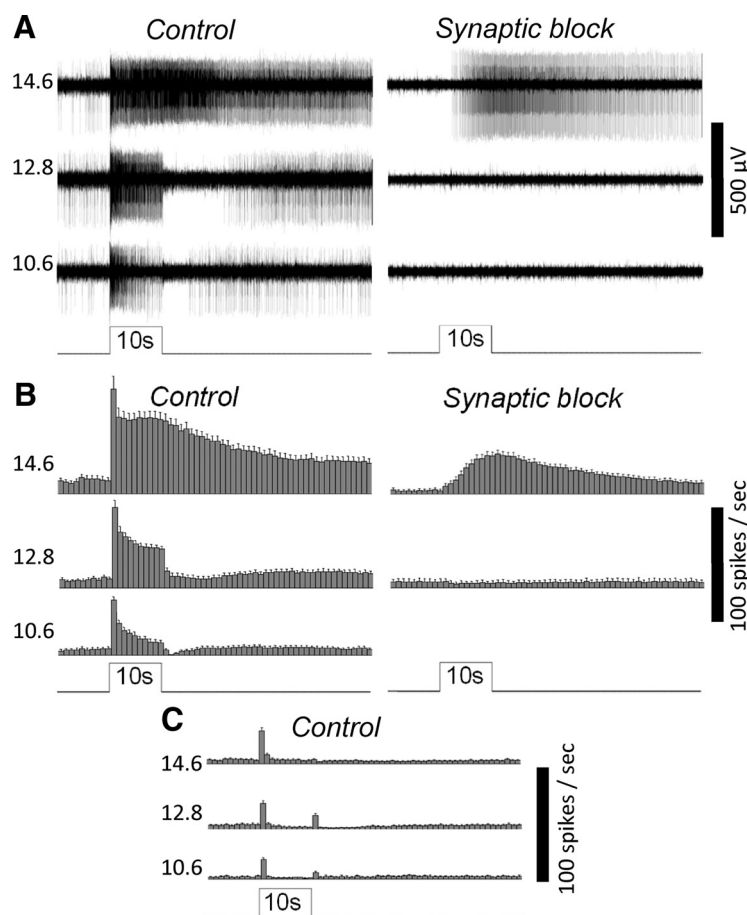 A
Control
Synaptic block
14.6
12.8
10.6
500 µV
10s
10s
B
Control
Synaptic block
14.6
12.8
10.6
100 spikes / sec
10s
10s
C
Control
14.6
12.8
10.6
100 spikes / sec
10s